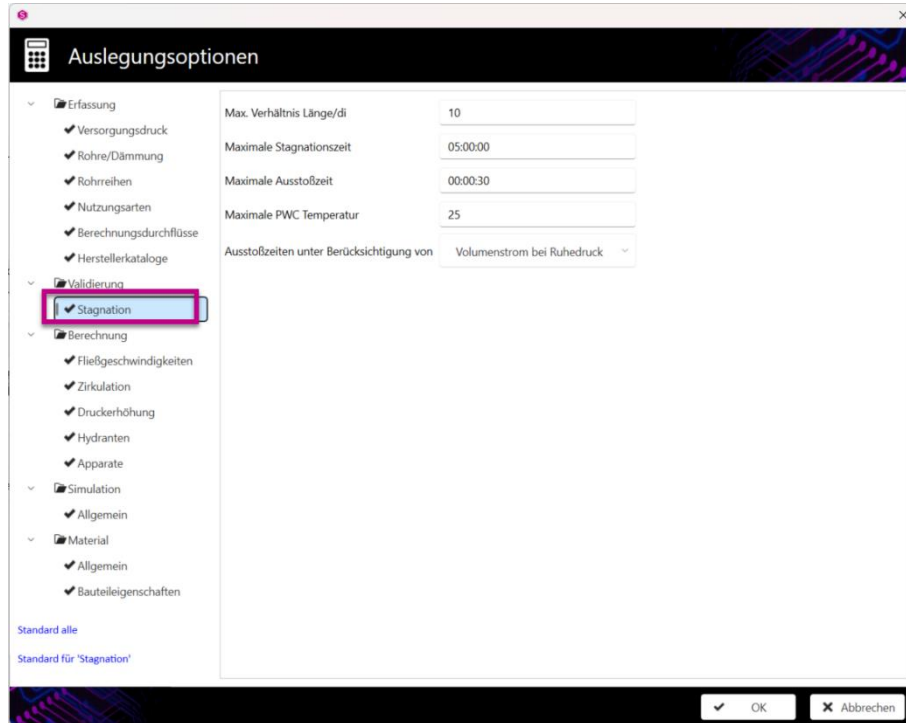 Auslegungsoptionen
Erfassung
Versorgungsdruck
Rohre/Dämmung
Rohrreihen
Nutzungsarten
Berechnungsdurchflüsse
Herstellerkataloge
Validierung
Stagnation
Berechnung
Fließgeschwindigkeiten
Zirkulation
Druckerhöhung
Hydranten
Apparate
Simulation
Allgemein
Material
Allgemein
Bauteileigenschaften
Standard alle
Standard für 'Stagnation'
Max. Verhältnis Länge/di 10
Maximale Stagnationszeit 05:00:00
Maximale Ausstoßzeit 00:00:30
Maximale PWC Temperatur 25
Ausstoßzeiten unter Berücksichtigung von Volumenstrom bei Ruhedruck
OK Abbrechen